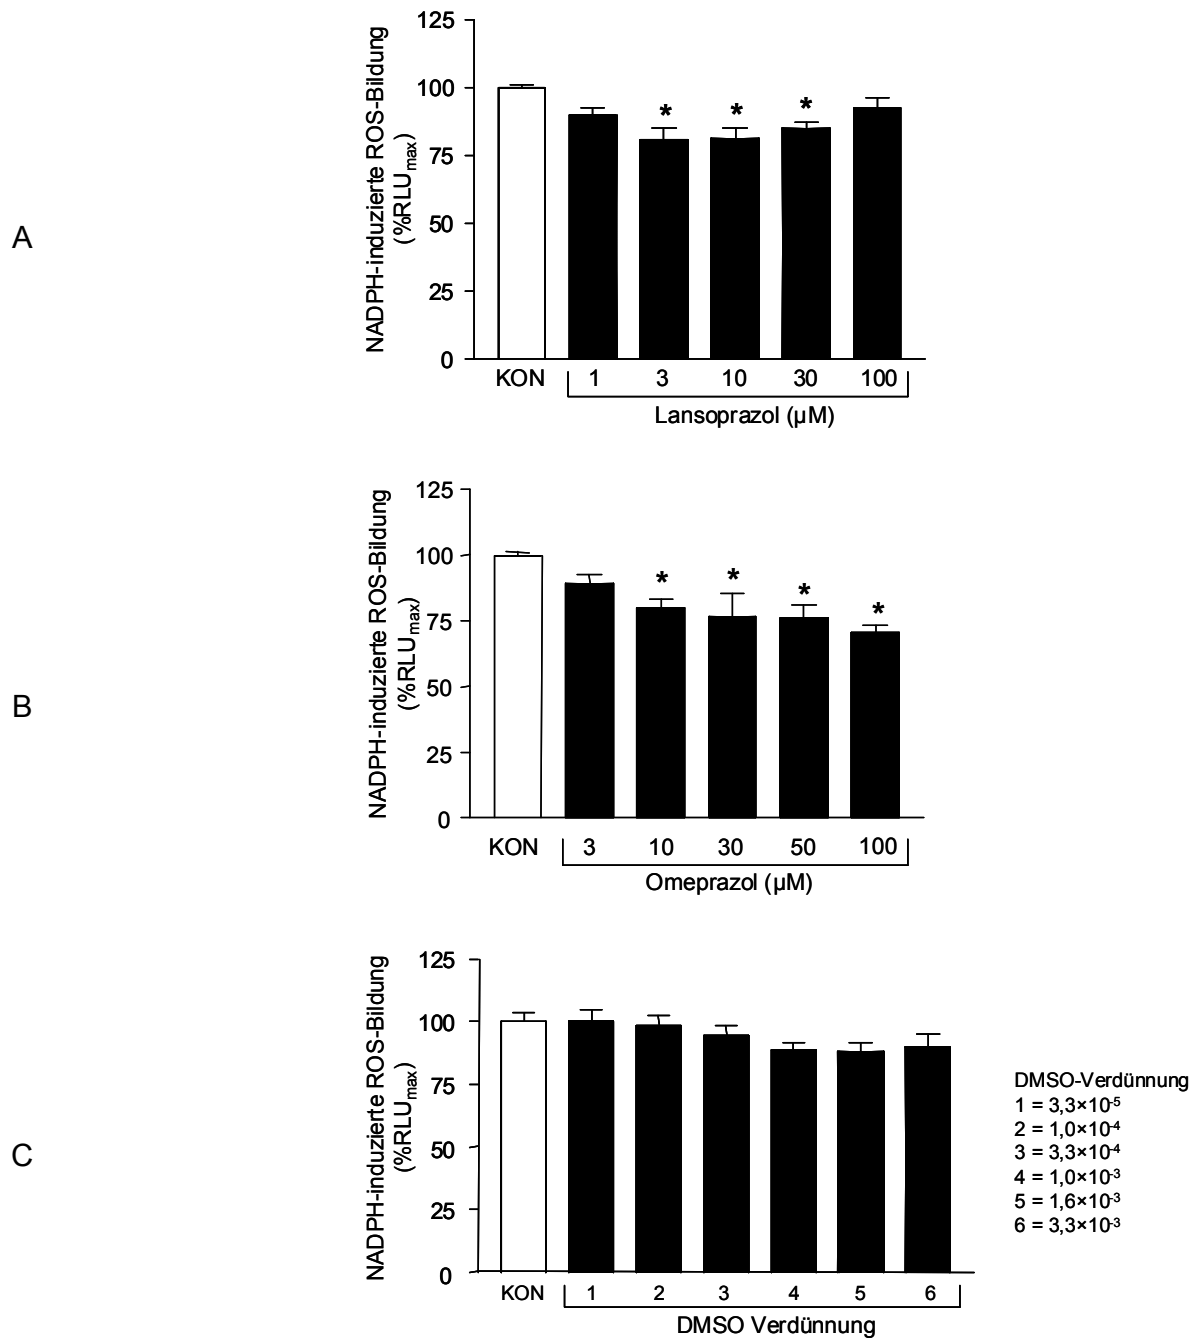 A
NADPH-induzierte ROS-Bildung
(%RLUmax)
125
100
75
50
25
0
* * *
KON 1 3 10 30 100
Lansoprazol (µM)
B
NADPH-induzierte ROS-Bildung
(%RLUmax)
125
100
75
50
25
0
* * * *
KON 3 10 30 50 100
Omeprazol (µM)
C
NADPH-induzierte ROS-Bildung
(%RLUmax)
125
100
75
50
25
0
KON 1 2 3 4 5 6
DMSO Verdünnung
DMSO-Verdünnung
1 = 3,3×10-5
2 = 1,0×10-4
3 = 3,3×10-4
4 = 1,0×10-3
5 = 1,6×10-3
6 = 3,3×10-3